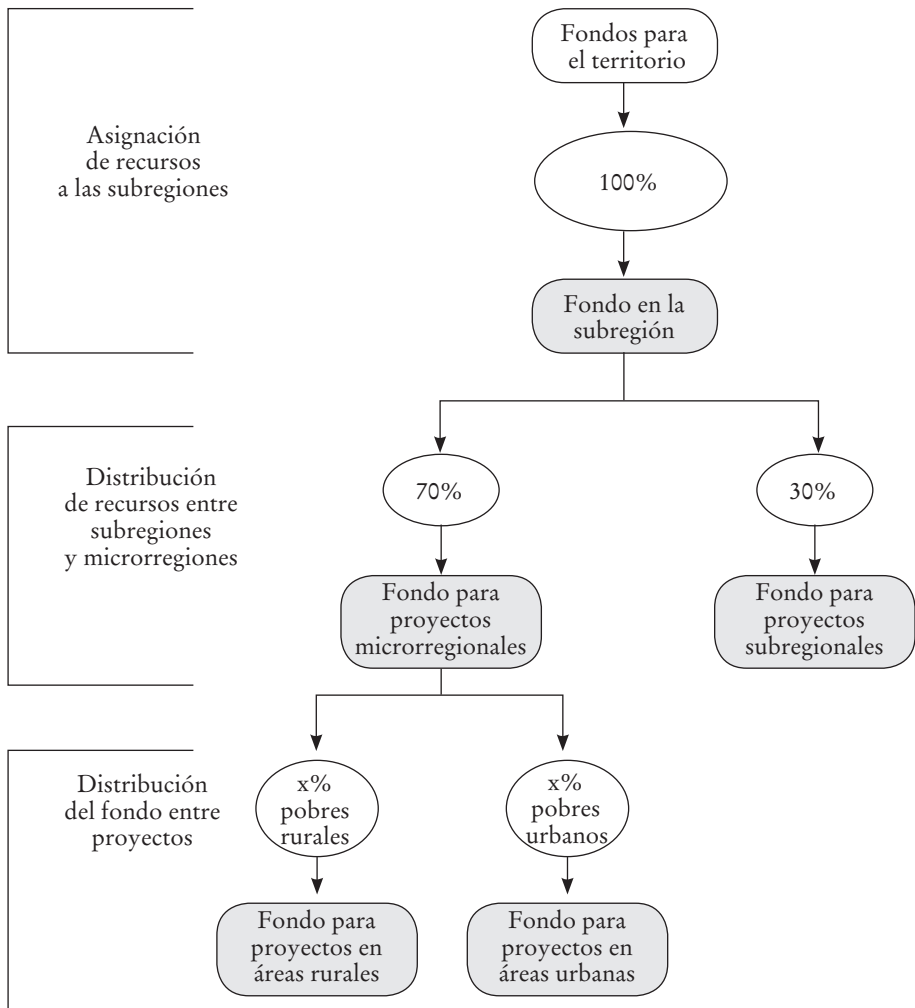 Fondos para
el territorio
Asignación
de recursos
a las subregiones
100%
Fondo en la
subregión
Distribución
de recursos entre
subregiones
y microrregiones
70%
30%
Fondo para
proyectos
microrregionales
Fondo para
proyectos
subregionales
Distribución
del fondo entre
proyectos
x%
pobres
rurales
x%
pobres
urbanos
Fondo para
proyectos en
áreas rurales
Fondo para
proyectos en
áreas urbanas